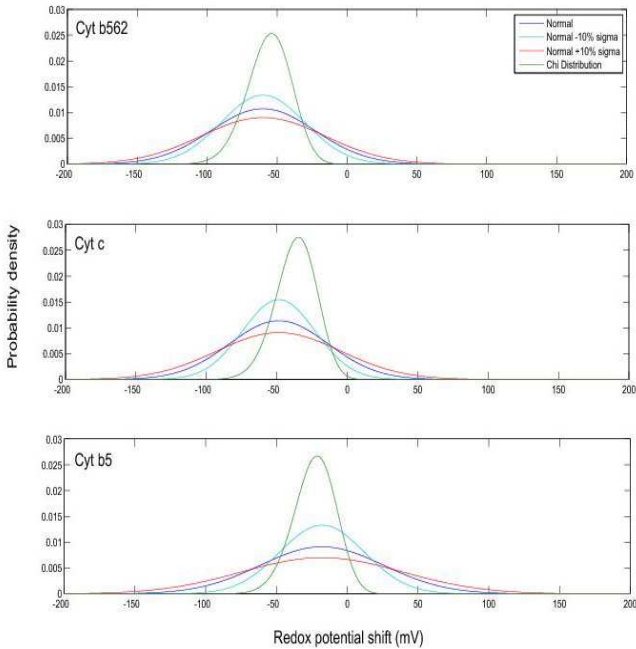 Cyt b562
Normal
Normal -10% sigma
Normal +10% sigma
Chi Distribution
0.03
0.025
0.02
0.015
0.01
0.005
0
-200 -150 -100 -50 0 50 100 150 200
Cyt c
0.03
0.025
0.02
0.015
0.01
0.005
0
-200 -150 -100 -50 0 50 100 150 200
Probability density
Cyt b5
0.03
0.025
0.02
0.015
0.01
0.005
0
-200 -150 -100 -50 0 50 100 150 200
Redox potential shift (mV)